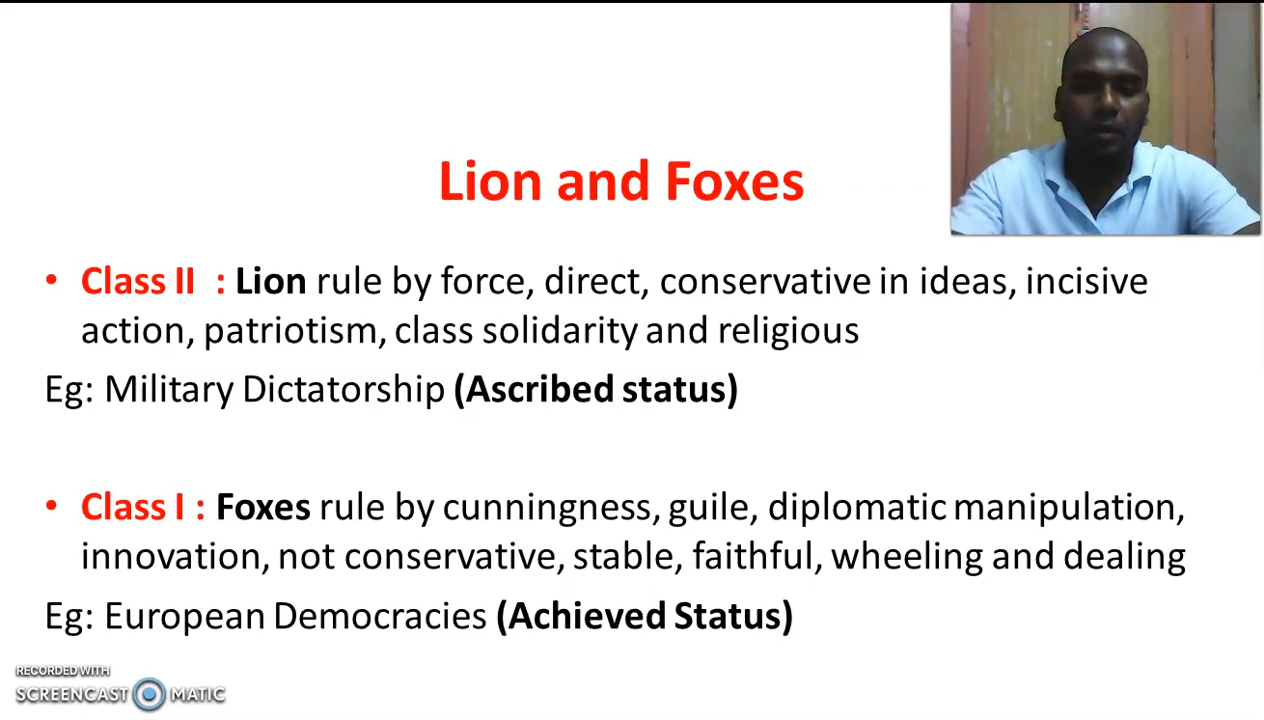 Lion and Foxes
• Class II : Lion rule by force, direct, conservative in ideas, incisive
action, patriotism, class solidarity and religious
Eg: Military Dictatorship (Ascribed status)
• Class I : Foxes rule by cunningness, guile, diplomatic manipulation,
innovation, not conservative, stable, faithful, wheeling and dealing
Eg: European Democracies (Achieved Status)
RECORDED WITH
SCREENCAST MATIC